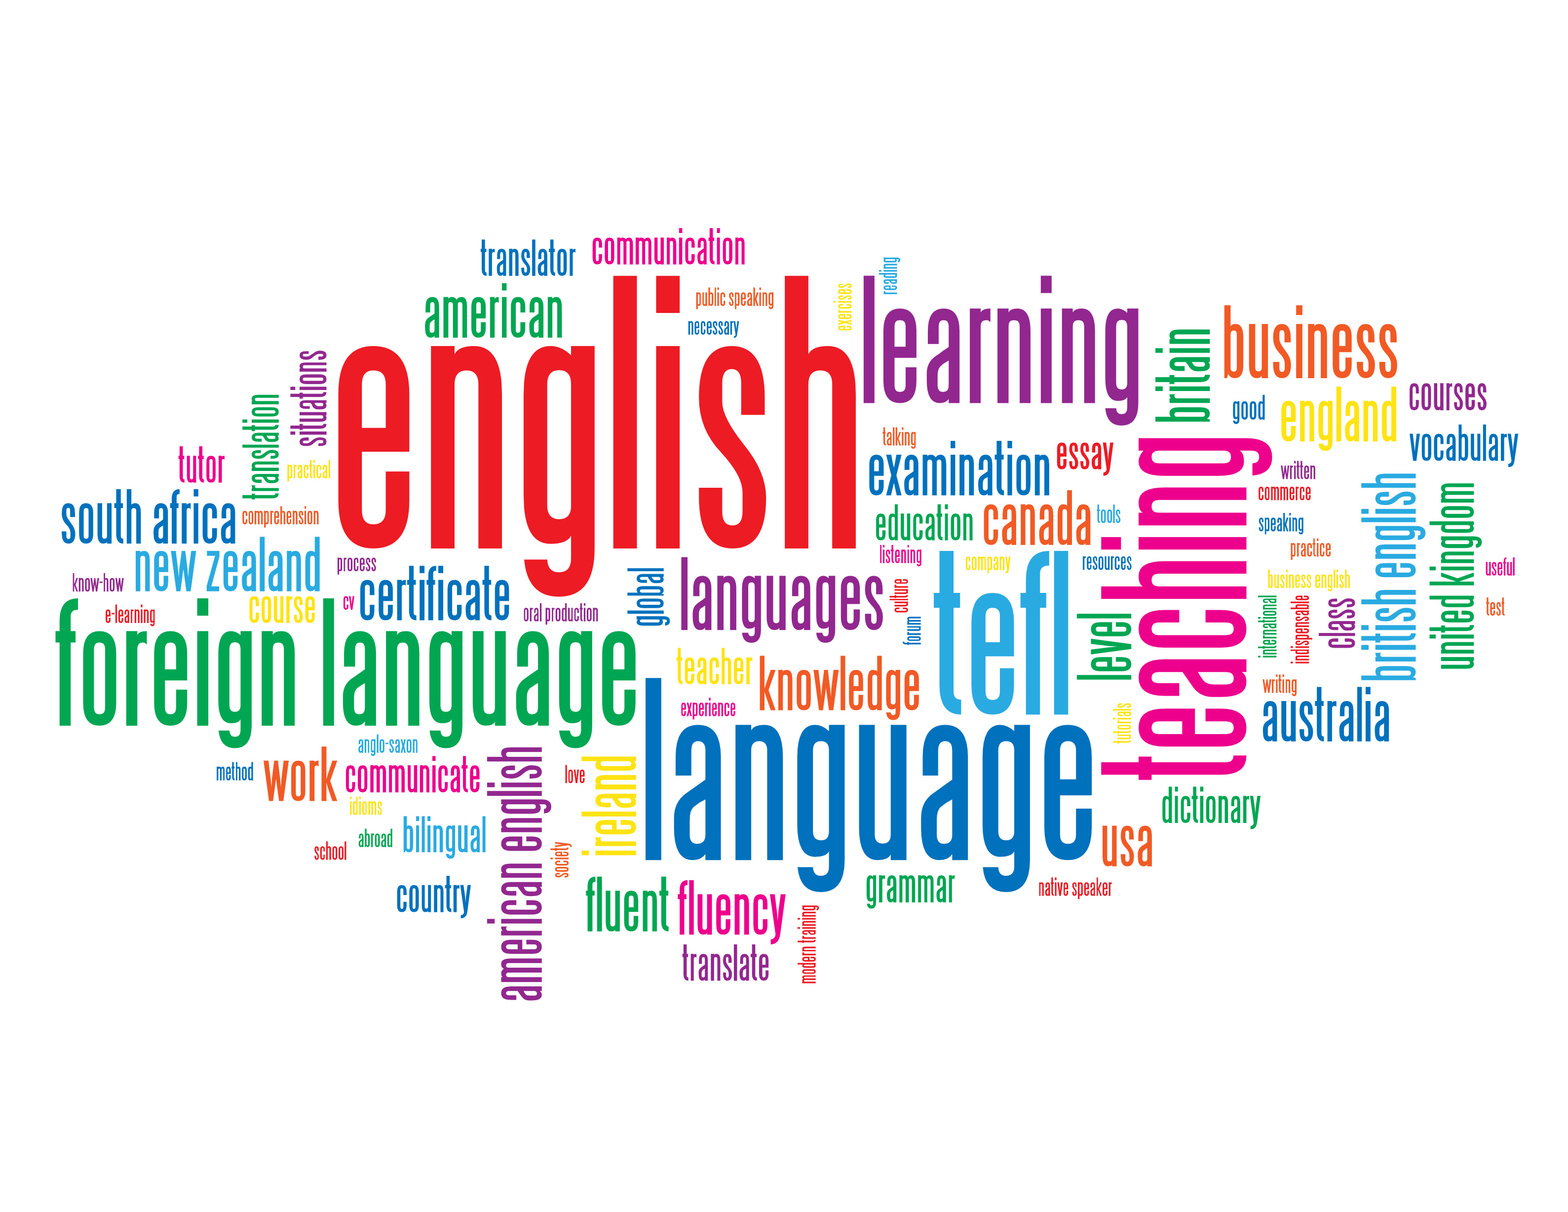 translator
communication
american
public speaking
necessary
exercises
reading
english
learning
britain
business
good
england
courses
vocabulary
situations
translation
practical
tutor
south africa
comprehension
new zealand
know-how
e-learning
course
process
cv
certificate
oral production
global
languages
culture
forum
talking
examination
essay
education
canada
tools
listening
company
resources
tefl
level
teaching
written
commerce
speaking
practice
business english
international
indispensable
class
british english
united kingdom
useful
test
writing
australia
tutorials
foreign language
teacher
knowledge
experience
language
anglo-saxon
method
work
communicate
idioms
school
abroad
bilingual
country
american english
love
society
ireland
fluent
fluency
translate
modern training
grammar
native speaker
usa
dictionary